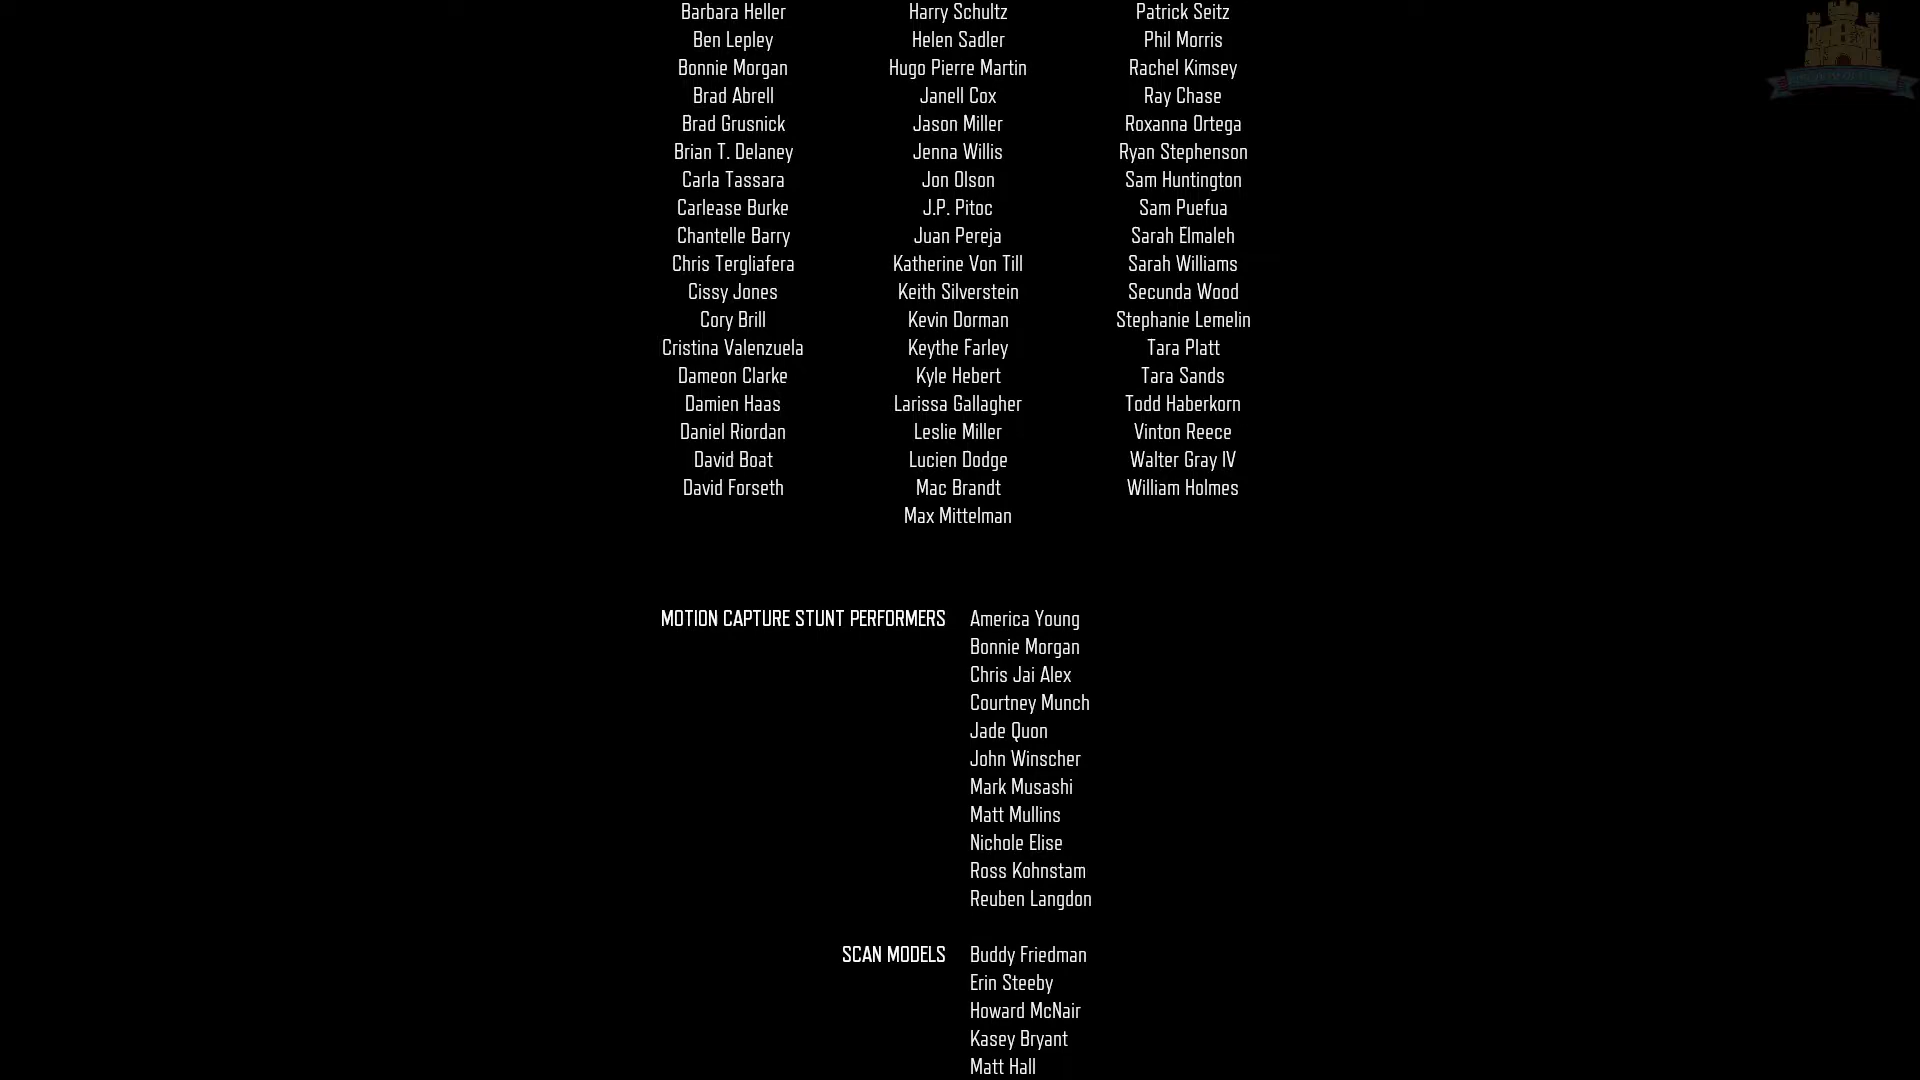 Barbara Heller
Ben Lepley
Bonnie Morgan
Brad Abrell
Brad Grusnick
Brian T. Delaney
Carla Tassara
Carlease Burke
Chantelle Barry
Chris Tergliafera
Cissy Jones
Cory Brill
Cristina Valenzuela
Dameon Clarke
Damien Haas
Daniel Riordan
David Boat
David Forseth
Harry Schultz
Helen Sadler
Hugo Pierre Martin
Janell Cox
Jason Miller
Jenna Willis
Jon Olson
J.P. Pitoc
Juan Pereja
Katherine Von Till
Keith Silverstein
Kevin Dorman
Keythe Farley
Kyle Hebert
Larissa Gallagher
Leslie Miller
Lucien Dodge
Mac Brandt
Max Mittelman
Patrick Seitz
Phil Morris
Rachel Kimsey
Ray Chase
Roxanna Ortega
Ryan Stephenson
Sam Huntington
Sam Puefua
Sarah Elmaleh
Sarah Williams
Secunda Wood
Stephanie Lemelin
Tara Platt
Tara Sands
Todd Haberkorn
Vinton Reece
Walter Gray IV
William Holmes
MOTION CAPTURE STUNT PERFORMERS America Young
Bonnie Morgan
Chris Jai Alex
Courtney Munch
Jade Quon
John Winscher
Mark Musashi
Matt Mullins
Nichole Elise
Ross Kohnstam
Reuben Langdon
SCAN MODELS Buddy Friedman
Erin Steeby
Howard McNair
Kasey Bryant
Matt Hall